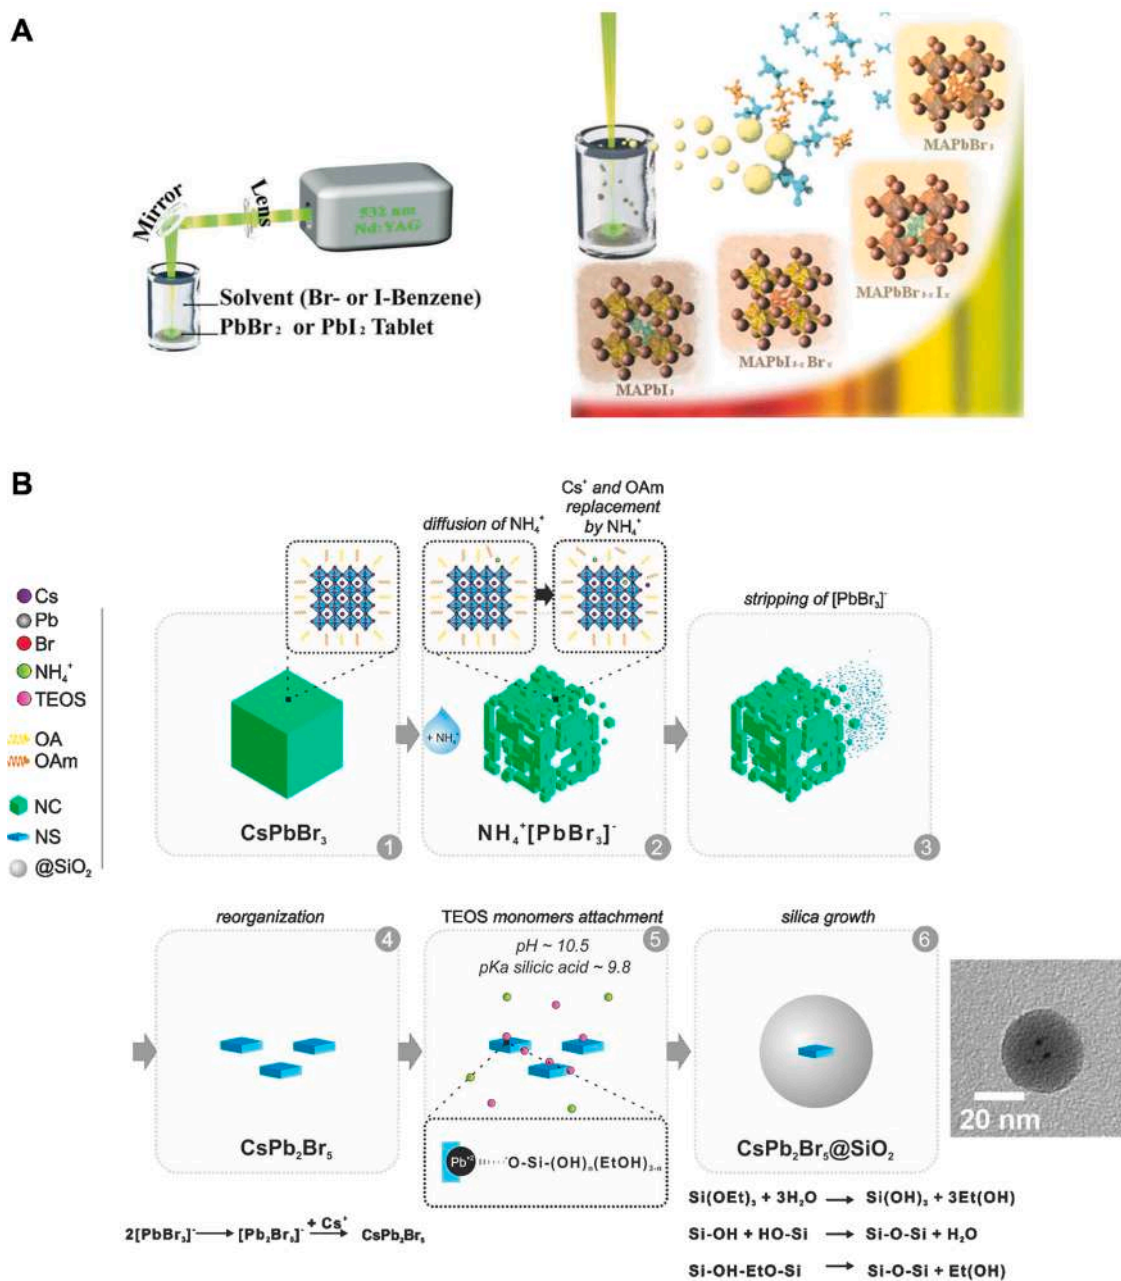 A
Mirror
Lens
532 nm
Nd:YAG
Solvent (Br- or I-Benzene)
PbBr₂ or PbI₂ Tablet
MAPbBr₃
MAPbBr₃₋ₓIₓ
MAPbI₃₋ₓBrₓ
MAPbI₃
B
Cs⁺ and OAm
replacement
by NH₄⁺
diffusion of NH₄⁺
stripping of [PbBr₃]⁻
Cs
Pb
Br
NH₄⁺
TEOS
OA
OAm
NC
NS
@SiO₂
+ NH₄⁺
CsPbBr₃
1
NH₄⁺[PbBr₃]⁻
2
3
reorganization
4
CsPb₂Br₅
TEOS monomers attachment
5
pH ~ 10.5
pKa silicic acid ~ 9.8
Pb⁺² O-Si-(OH)ₙ(EtOH)₃₋ₙ
silica growth
6
CsPb₂Br₅@SiO₂
20 nm
2[PbBr₃]⁻ → [Pb₂Br₅]⁻ + Cs⁺ → CsPb₂Br₅
Si(OEt)₃ + 3H₂O → Si(OH)₃ + 3Et(OH)
Si-OH + HO-Si → Si-O-Si + H₂O
Si-OH-EtO-Si → Si-O-Si + Et(OH)